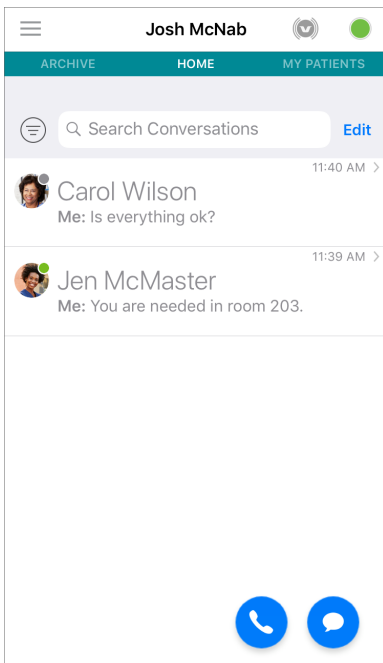 Josh McNab
ARCHIVE HOME MY PATIENTS
Search Conversations Edit
11:40 AM
Carol Wilson
Me: Is everything ok?
11:39 AM
Jen McMaster
Me: You are needed in room 203.